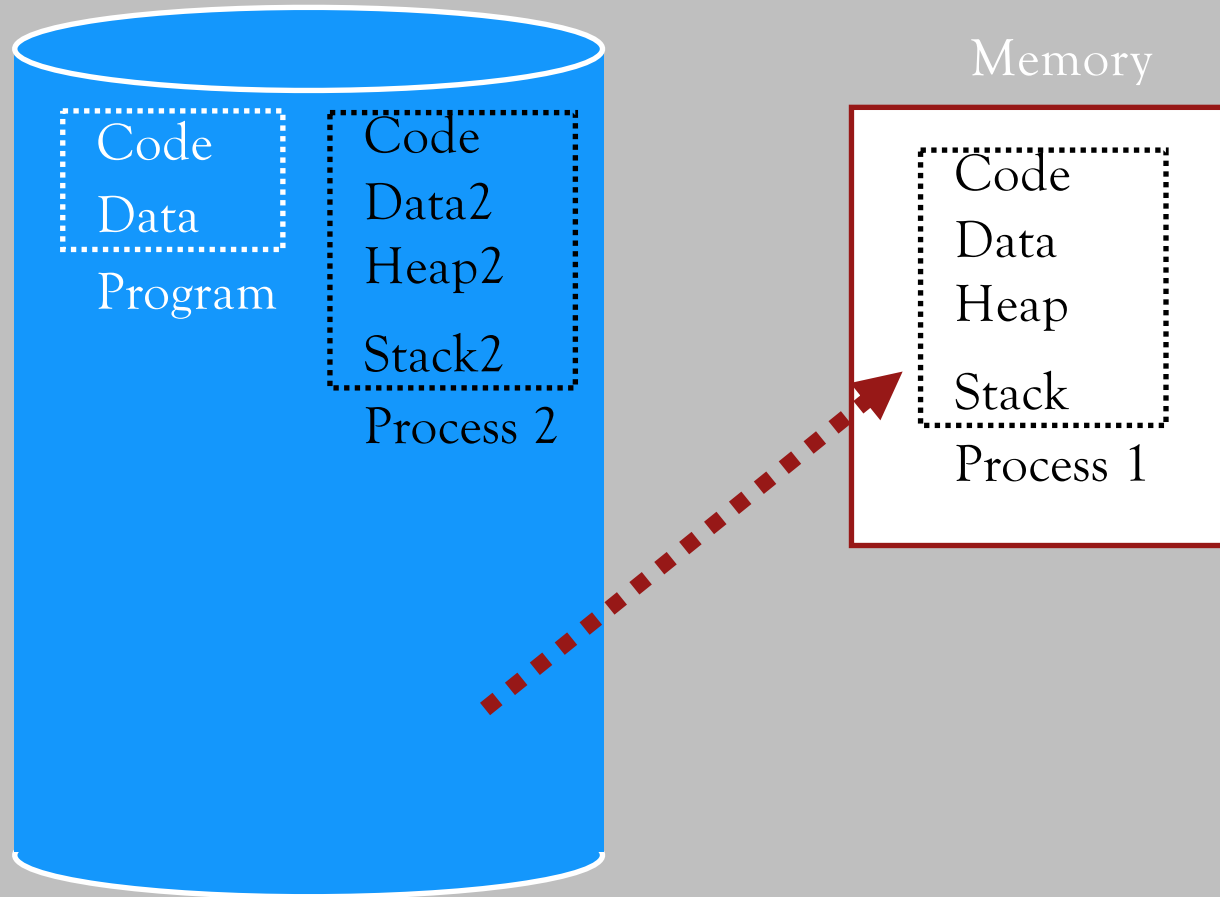 Memory
Code
Data
Program
Code
Data2
Heap2
Stack2
Process 2
Code
Data
Heap
Stack
Process 1